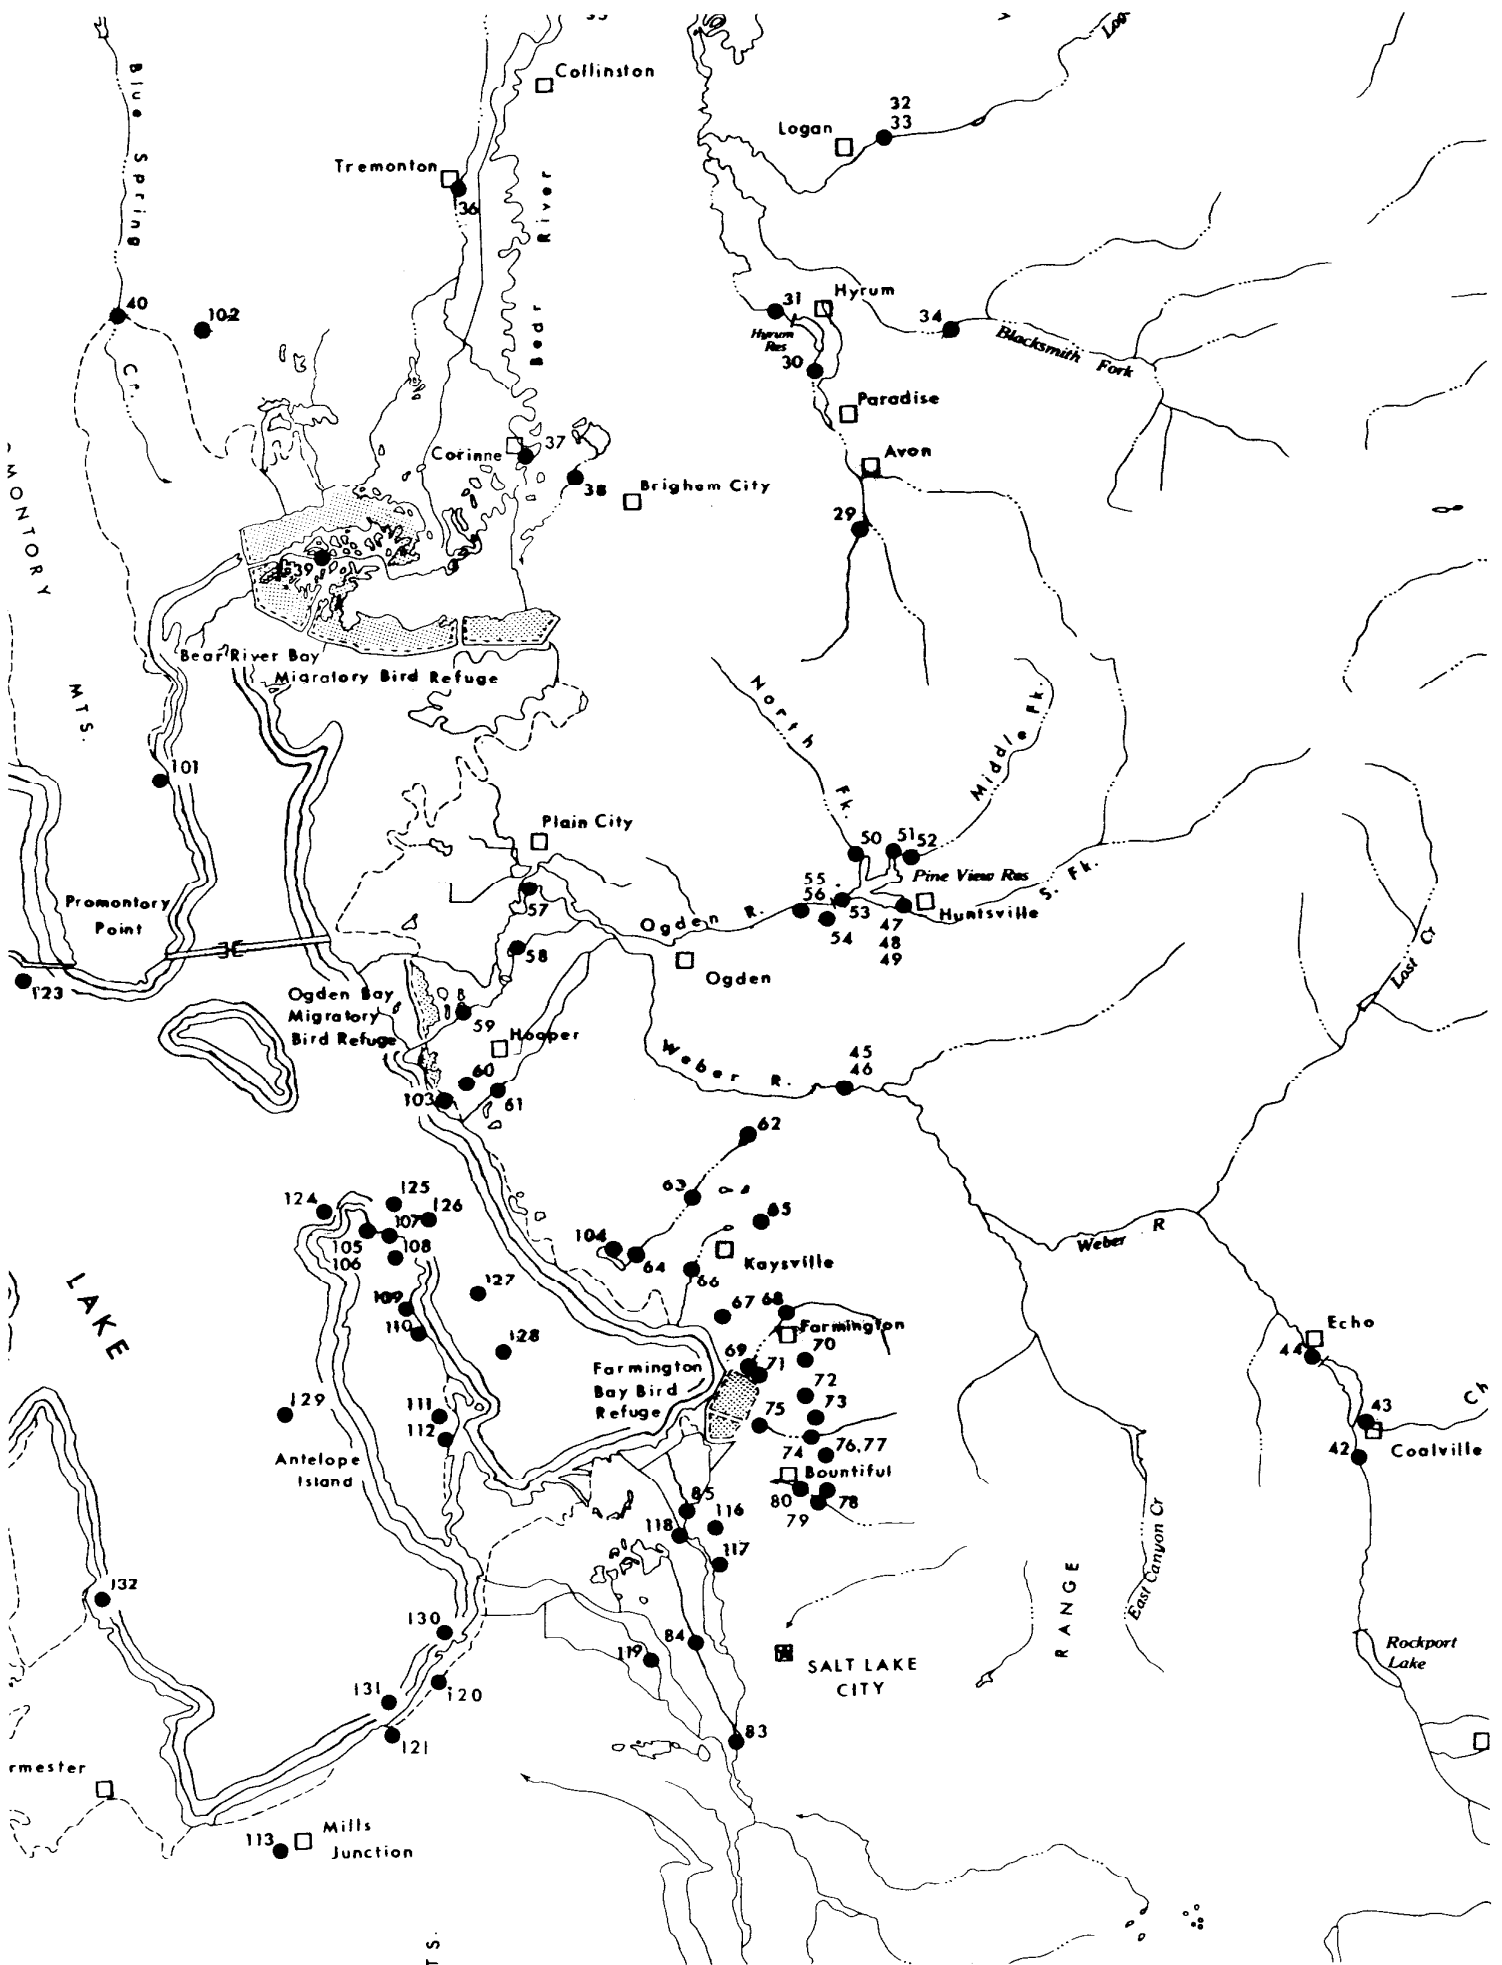 Collinston
Blue Spring
Cr.
Logan
32
33
Tremonton
36
Bear River
40
102
31
Hyrum
Hyrum
Res
30
34
Blacksmith Fork
Paradise
Avon
37
Corinne
38
Brigham City
29
39
MONTORY
MTS.
Bear River Bay
Migratory Bird Refuge
North Fk.
Middle Fk.
101
Plain City
50
51
52
Pine View Res
S. Fk.
55
56
53
54
Huntsville
47
48
49
57
Ogden R.
Promontory
Point
58
Ogden
Lost Cr
123
Ogden Bay
Migratory
Bird Refuge
59
Hooper
60
61
103
Weber R.
45
46
62
63
65
124
125
126
107
105
106
108
104
64
66
Kaysville
Weber R
127
109
110
67
68
Farmington
LAKE
128
69
70
71
Echo
44
Farmington
Bay Bird
Refuge
72
73
129
111
112
75
74
76,77
43
42
Coalville
Ch
Antelope
Island
Bountiful
80
78
79
85
116
118
117
East Canyon Cr
RANGE
132
130
84
119
SALT LAKE
CITY
Rockport
Lake
131
120
121
83
rmester
113
Mills
Junction
TS.